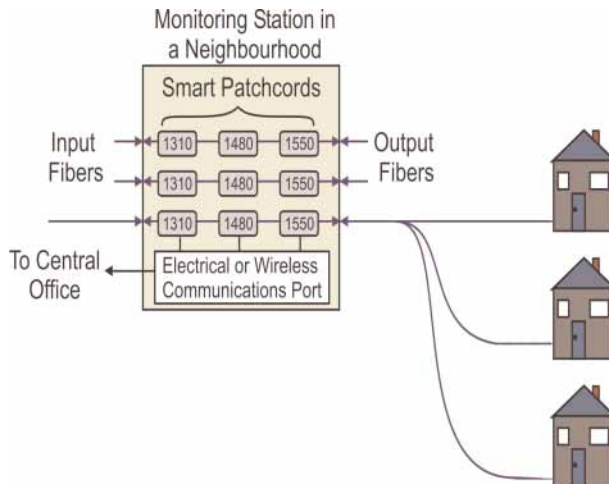 Monitoring Station in
a Neighbourhood
Smart Patchcords
Input
Fibers
1310 1480 1550
Output
Fibers
1310 1480 1550
1310 1480 1550
To Central
Office
Electrical or Wireless
Communications Port